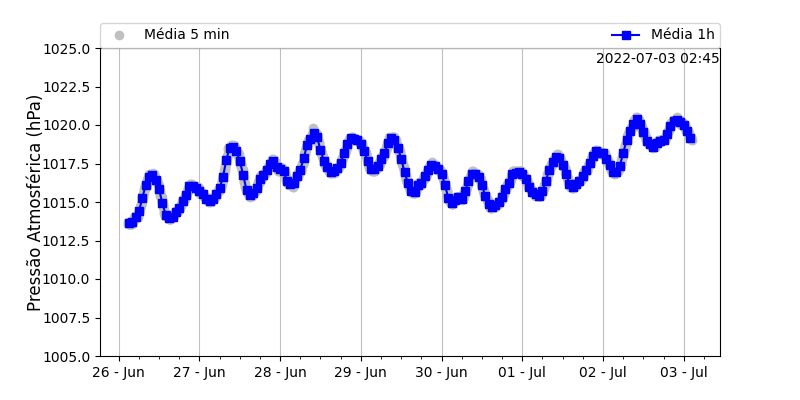 Média 5 min
Média 1h
2022-07-03 02:45
Pressão Atmosférica (hPa)
1025.0
1022.5
1020.0
1017.5
1015.0
1012.5
1010.0
1007.5
1005.0
26 - Jun
27 - Jun
28 - Jun
29 - Jun
30 - Jun
01 - Jul
02 - Jul
03 - Jul